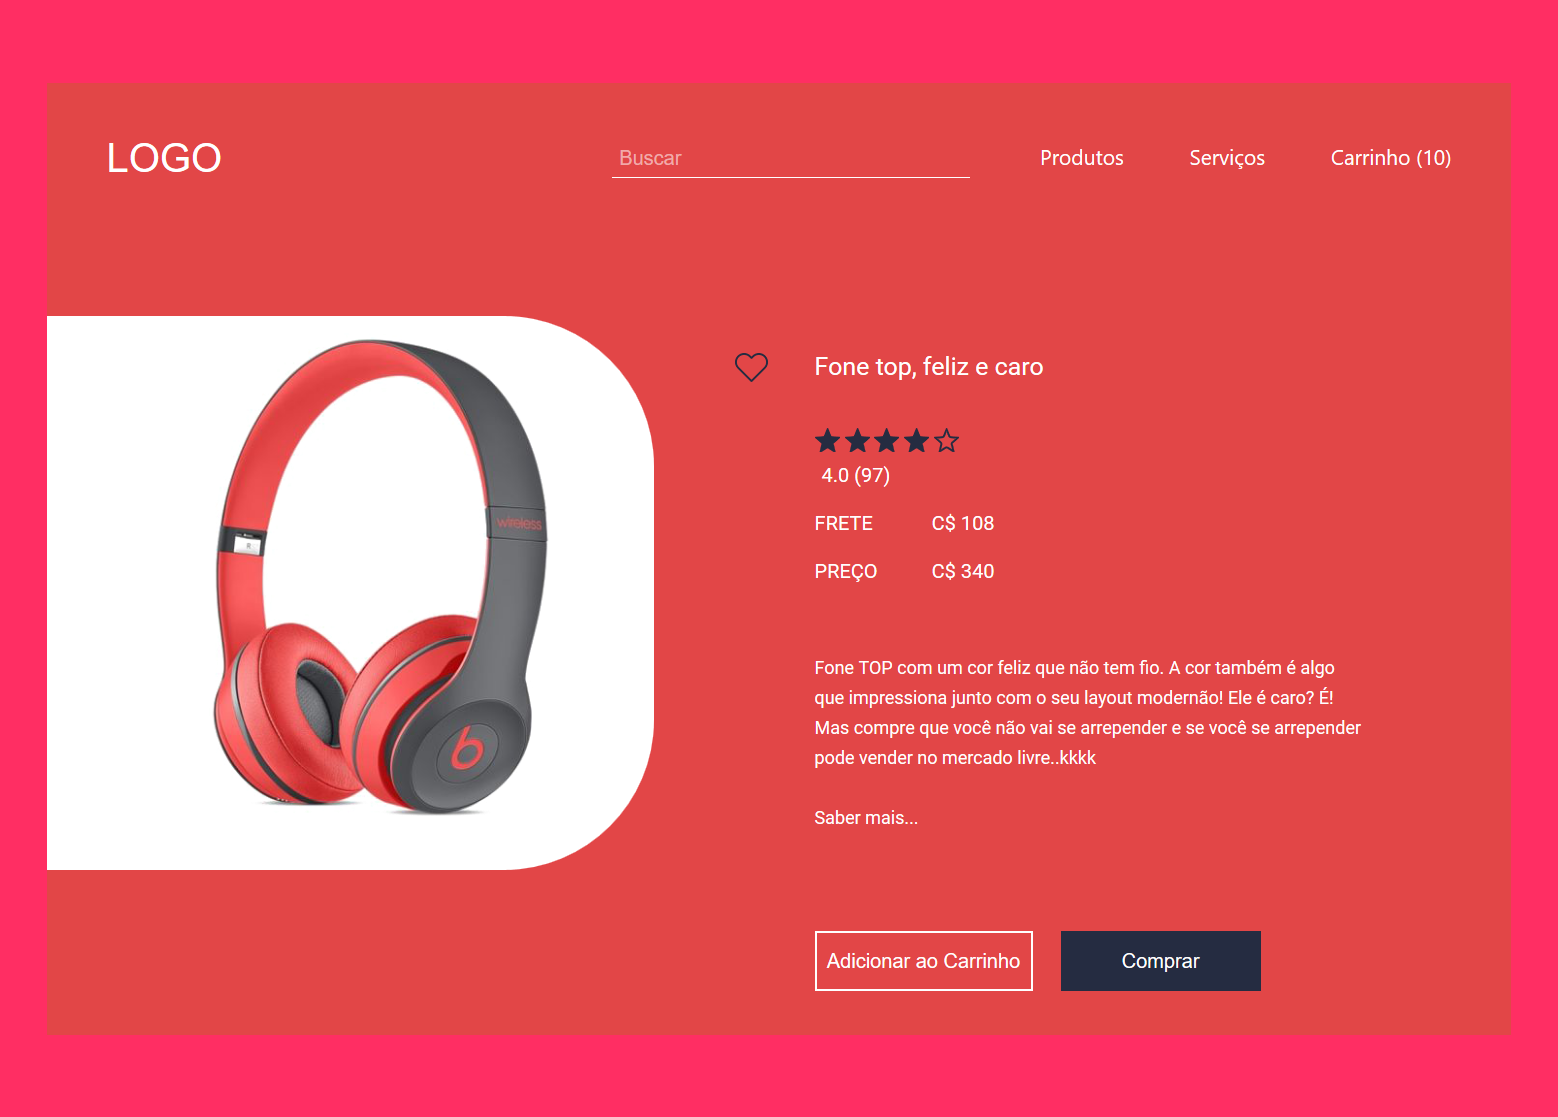 LOGO
Buscar
Produtos
Serviços
Carrinho (10)
wireless
Fone top, feliz e caro
4.0 (97)
FRETE C$ 108
PREÇO C$ 340
Fone TOP com um cor feliz que não tem fio. A cor também é algo
que impressiona junto com o seu layout modernão! Ele é caro? É!
Mas compre que você não vai se arrepender e se você se arrepender
pode vender no mercado livre..kkkk
Saber mais...
Adicionar ao Carrinho
Comprar